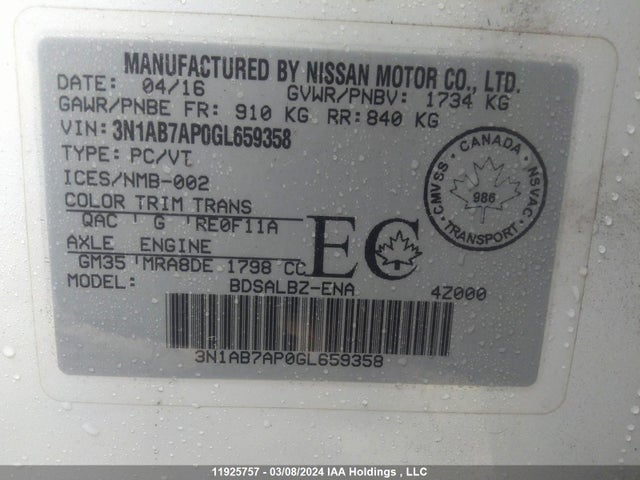 MANUFACTURED BY NISSAN MOTOR CO., LTD.
DATE: 04/16 GVWR/PNBV: 1734 KG
GAWR/PNBE FR: 910 KG RR: 840 KG
VIN: 3N1AB7AP0GL659358
TYPE: PC/VT
ICES/NMB-002
COLOR TRIM TRANS
QAC G RE0F11A
AXLE ENGINE
GM35 MRA8DE 1798 CC
EC
MODEL: BDSALBZ-ENA 4Z000
3N1AB7AP0GL659358
CANADA
CMVSS NSVAC
986
TRANSPORT
11925757 - 03/08/2024 IAA Holdings , LLC